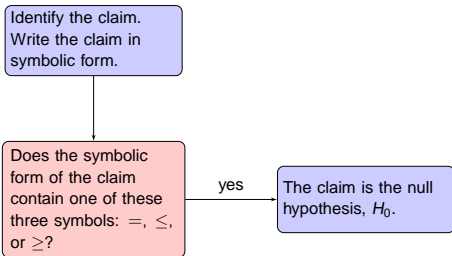 Identify the claim.
Write the claim in
symbolic form.
Does the symbolic
form of the claim
contain one of these
three symbols: =, ≤,
or ≥?
yes
The claim is the null
hypothesis, H₀.